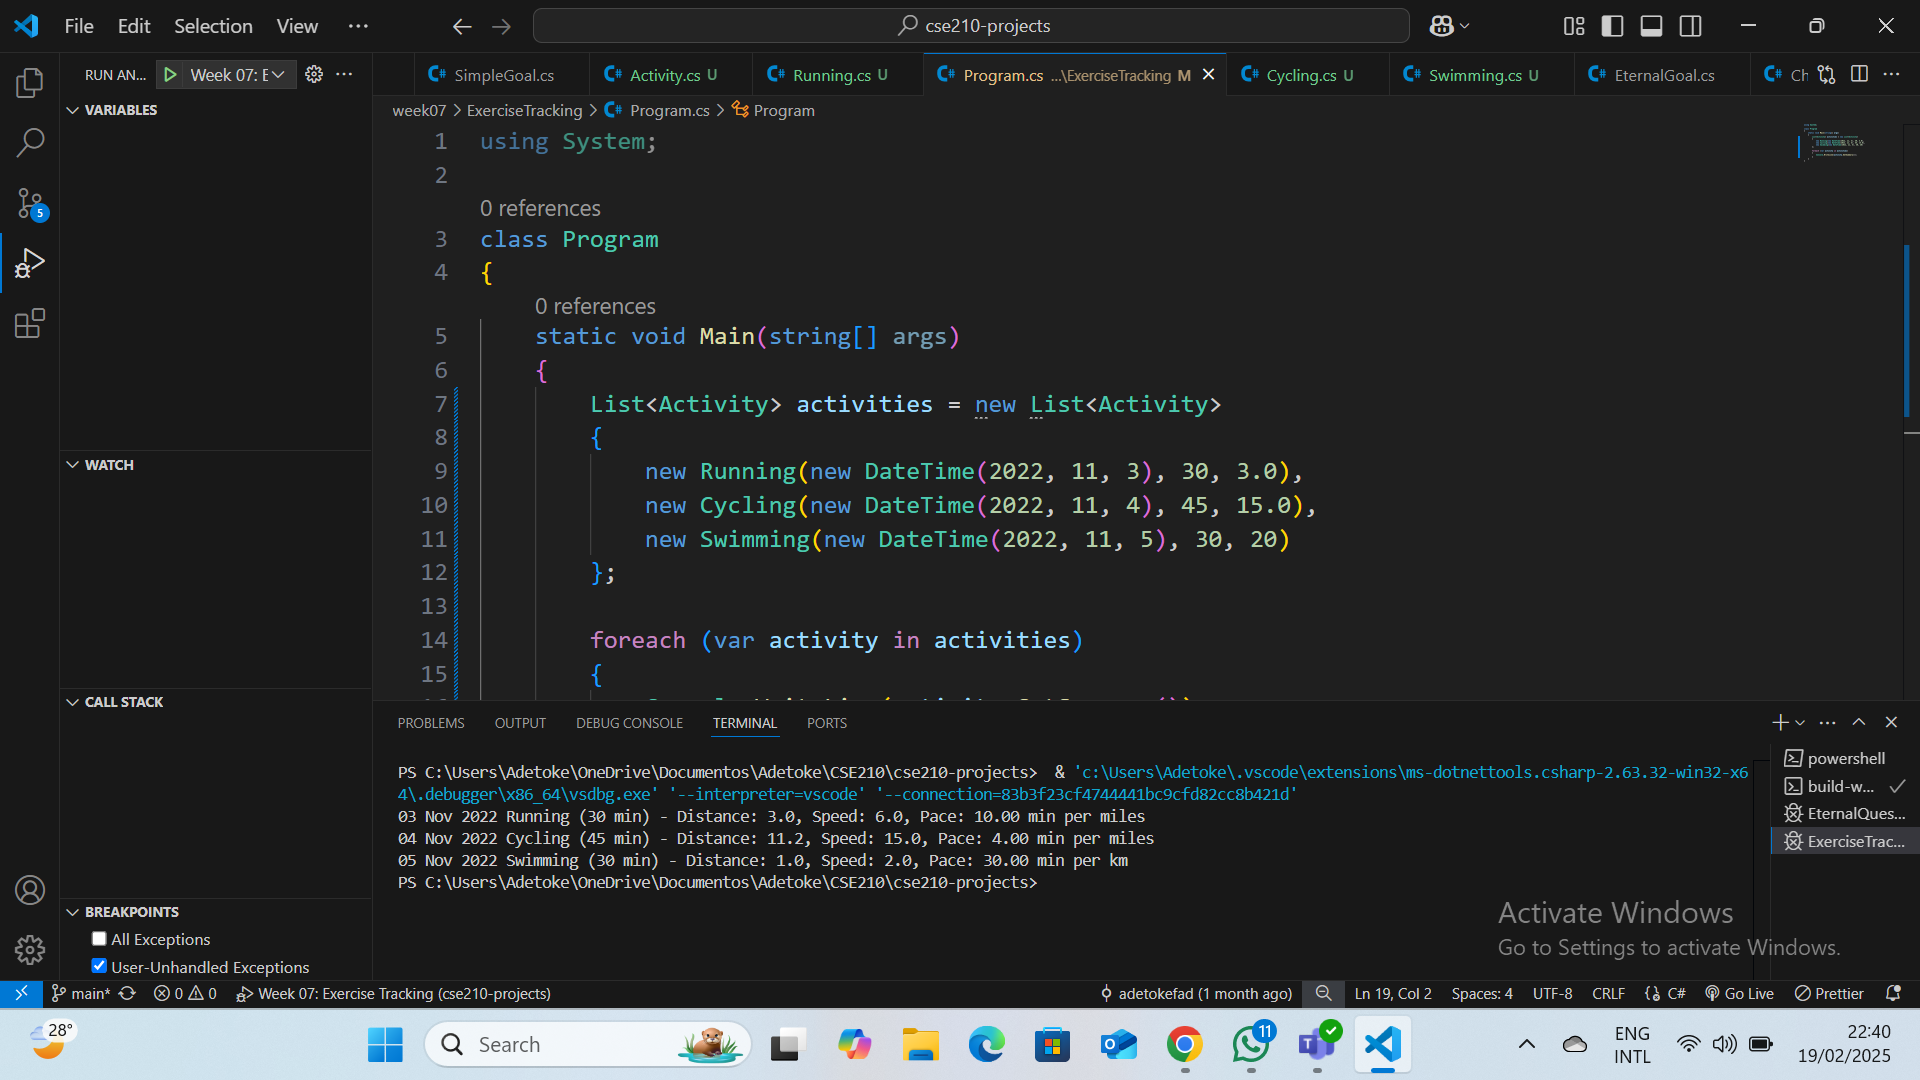 File Edit Selection View
cse210-projects
RUN AN... Week 07: E
SimpleGoal.cs
Activity.cs U
Running.cs U
Program.cs ...\ExerciseTracking M
Cycling.cs U
Swimming.cs U
EternalGoal.cs
Ch
VARIABLES
week07 > ExerciseTracking > Program.cs > Program
1 using System;
2
0 references
3 class Program
4 {
0 references
5 static void Main(string[] args)
6 {
7 List<Activity> activities = new List<Activity>
8 {
9 new Running(new DateTime(2022, 11, 3), 30, 3.0),
10 new Cycling(new DateTime(2022, 11, 4), 45, 15.0),
11 new Swimming(new DateTime(2022, 11, 5), 30, 20)
12 };
13
14 foreach (var activity in activities)
15 {
5
WATCH
CALL STACK
BREAKPOINTS
All Exceptions
User-Unhandled Exceptions
PROBLEMS OUTPUT DEBUG CONSOLE TERMINAL PORTS
PS C:\Users\Adetoke\OneDrive\Documentos\Adetoke\CSE210\cse210-projects> & 'c:\Users\Adetoke\.vscode\extensions\ms-dotnettools.csharp-2.63.32-win32-x6
4\.debugger\x86_64\vsdbg.exe' '--interpreter=vscode' '--connection=83b3f23cf4744441bc9cfd82cc8b421d'
03 Nov 2022 Running (30 min) - Distance: 3.0, Speed: 6.0, Pace: 10.00 min per miles
04 Nov 2022 Cycling (45 min) - Distance: 11.2, Speed: 15.0, Pace: 4.00 min per miles
05 Nov 2022 Swimming (30 min) - Distance: 1.0, Speed: 2.0, Pace: 30.00 min per km
PS C:\Users\Adetoke\OneDrive\Documentos\Adetoke\CSE210\cse210-projects>
powershell
build-w...
EternalQues...
ExerciseTrac...
Activate Windows
Go to Settings to activate Windows.
main* 0 0 Week 07: Exercise Tracking (cse210-projects)
adetokefad (1 month ago) Ln 19, Col 2 Spaces: 4 UTF-8 CRLF C# Go Live Prettier
28°
Search
11
ENG
INTL
22:40
19/02/2025